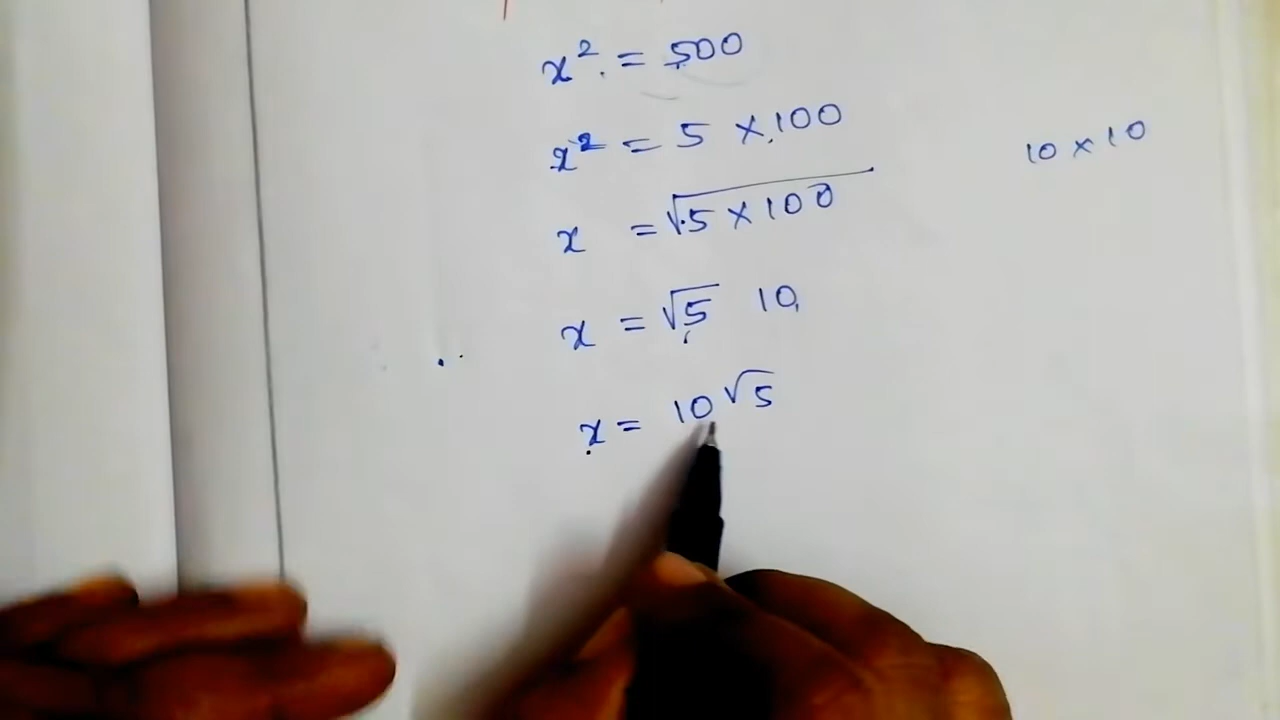 x² = 500
x² = 5 × 100
10 × 10
x = √5 × 100
x = √5 10
x = 10√5